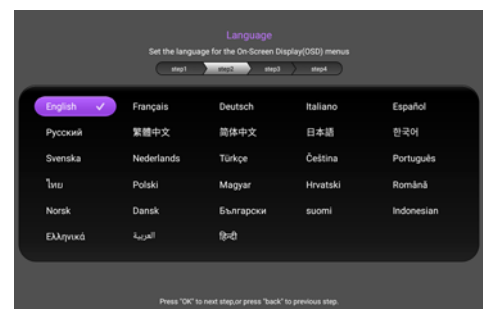 Language
Set the language for the On-Screen Display(OSD) menus
step1 step2 step3 step4
English Français Deutsch Italiano Español
Русский 繁體中文 简体中文 日本語 한국어
Svenska Nederlands Türkçe Čeština Português
ไทย Polski Magyar Hrvatski Română
Norsk Dansk Български suomi Indonesian
Ελληνικά العربية हिन्दी
Press "OK" to next step,or press "back" to previous step.